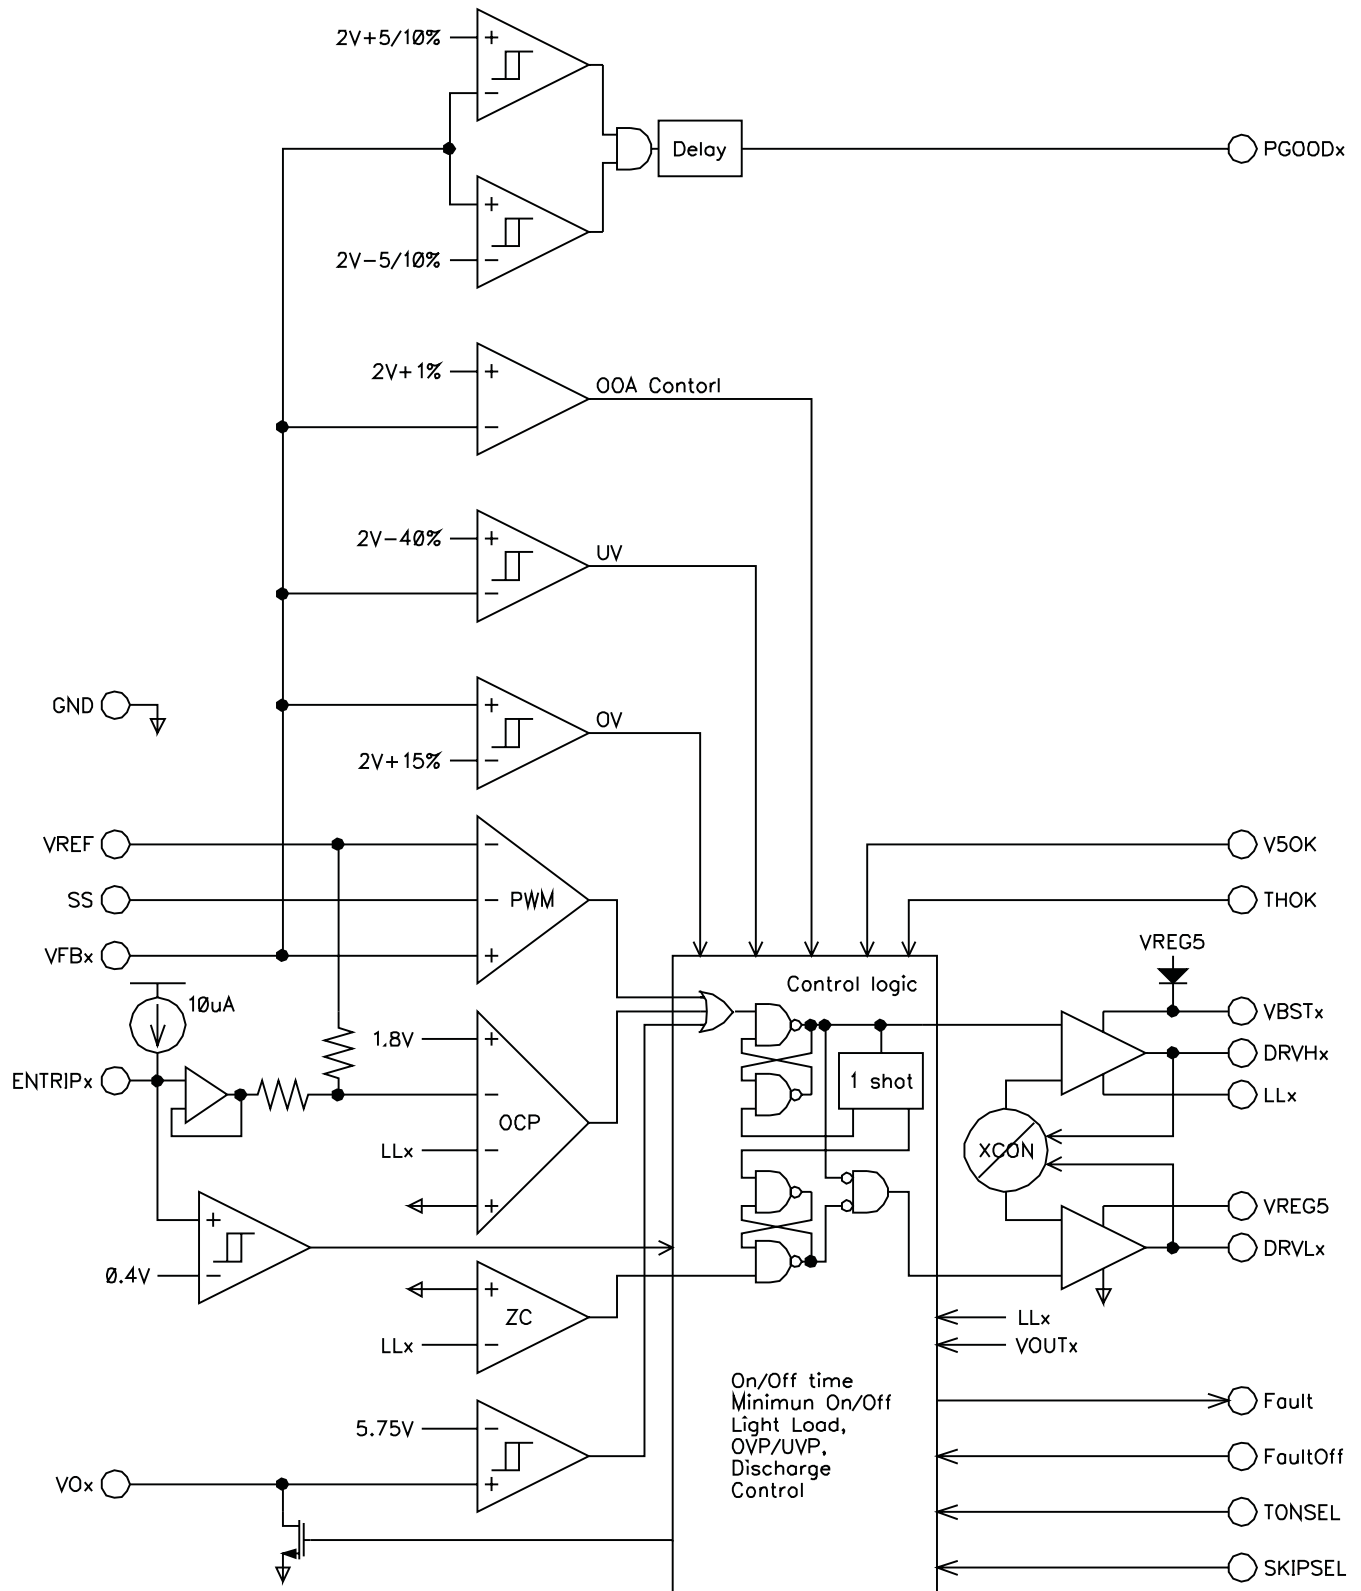 2V+5/10%
Delay
PGOODx
2V-5/10%
2V+1%
OOA Contorl
2V-40%
UV
GND
OV
2V+15%
VREF
V5OK
SS
PWM
THOK
VFBx
VREG5
Control logic
10uA
VBSTx
1.8V
DRVHx
ENTRIPx
1 shot
LLx
OCP
LLx
XCON
VREG5
DRVLx
0.4V
ZC
LLx
LLx
VOUTx
On/Off time
Minimun On/Off
Light Load,
OVP/UVP,
Discharge
Control
Fault
5.75V
FaultOff
VOx
TONSEL
SKIPSEL